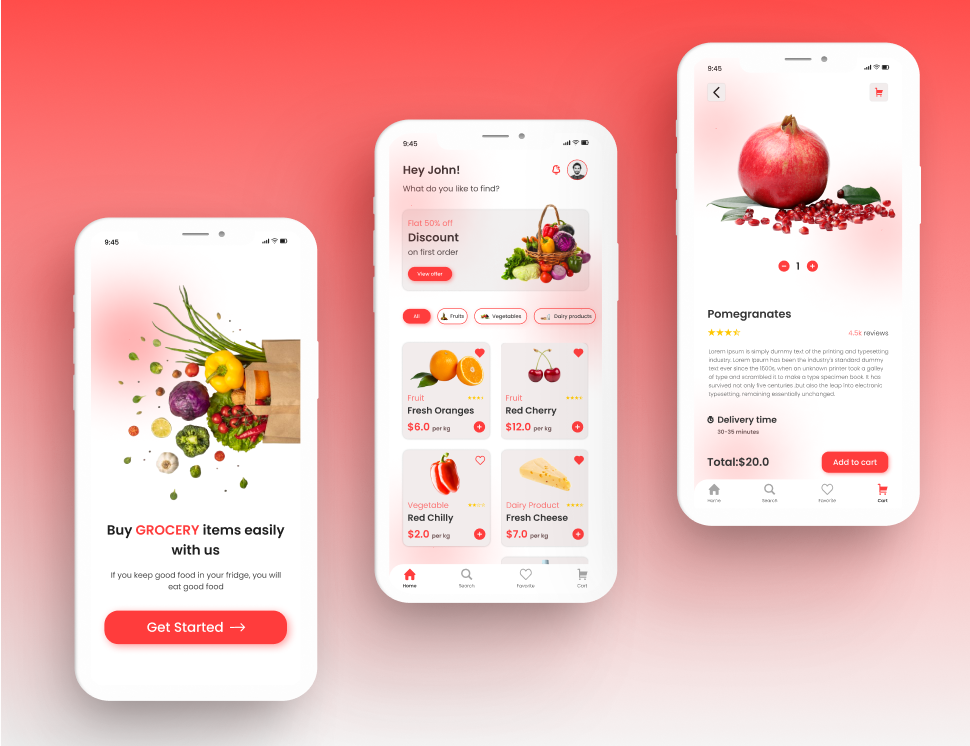 9:45
Buy GROCERY items easily
with us
If you keep good food in your fridge, you will
eat good food
Get Started
9:45
Hey John!
What do you like to find?
Flat 50% off
Discount
on first order
View offer
All
Fruits
Vegetables
Dairy products
Fruit
Fresh Oranges
$6.0 per kg
Fruit
Red Cherry
$12.0 per kg
Vegetable
Red Chilly
$2.0 per kg
Dairy Product
Fresh Cheese
$7.0 per kg
Home
Search
Favorite
Cart
9:45
1
Pomegranates
4.5k reviews
Lorem Ipsum is simply dummy text of the printing and typesetting
industry. Lorem Ipsum has been the industry's standard dummy
text ever since the 1500s, when an unknown printer took a galley
of type and scrambled it to make a type specimen book. It has
survived not only five centuries, but also the leap into electronic
typesetting, remaining essentially unchanged.
Delivery time
30-35 minutes
Total:$20.0
Add to cart
Home
Search
Favorite
Cart